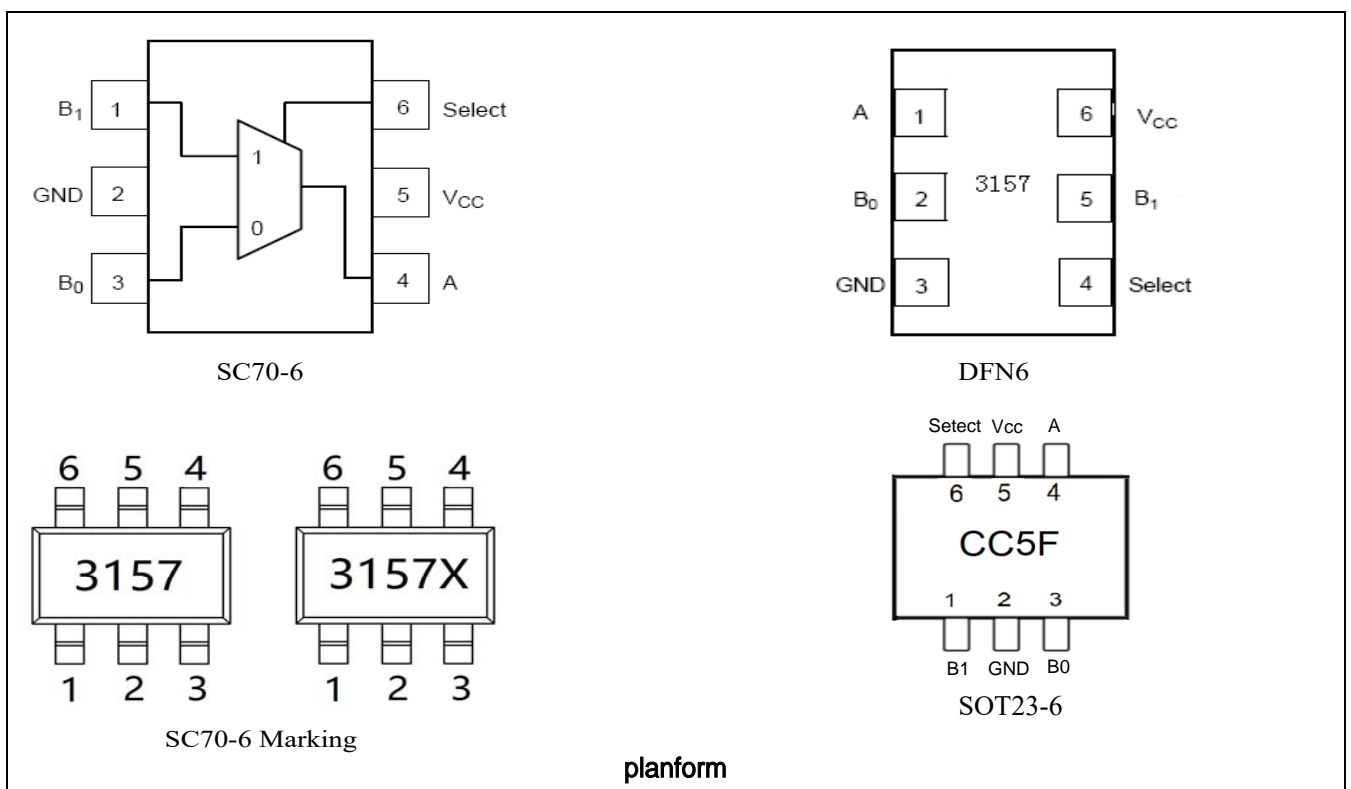 B₁ 1 6 Select
1
GND 2 5 V_CC
0
B₀ 3 4 A
SC70-6
A 1 6 V_CC
B₀ 2 3157 5 B₁
GND 3 4 Select
DFN6
6 5 4
3157
1 2 3
6 5 4
3157X
1 2 3
SC70-6 Marking
Setect Vcc A
6 5 4
CC5F
1 2 3
B1 GND B0
SOT23-6
planform